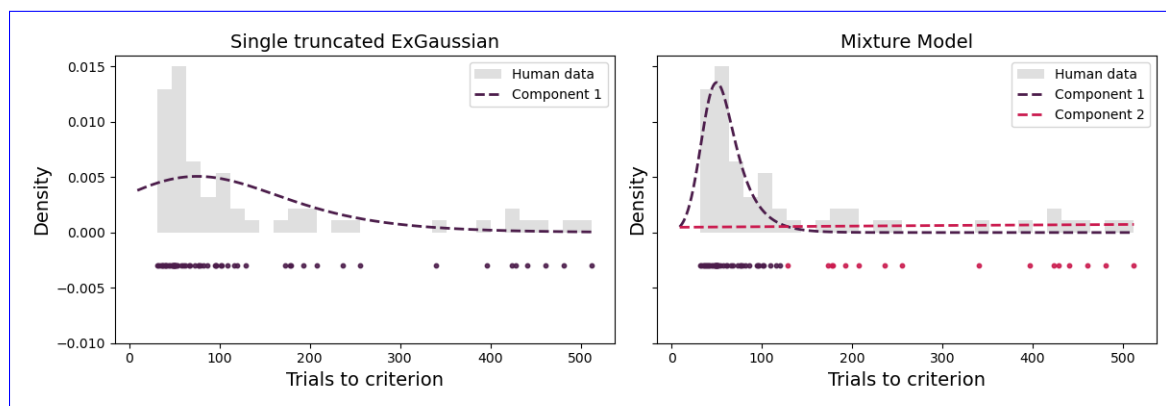 Single truncated ExGaussian
Human data
Component 1
0.015
0.010
0.005
0.000
−0.005
−0.010
Density
0
100
200
300
400
500
Trials to criterion
Mixture Model
Human data
Component 1
Component 2
Density
0
100
200
300
400
500
Trials to criterion